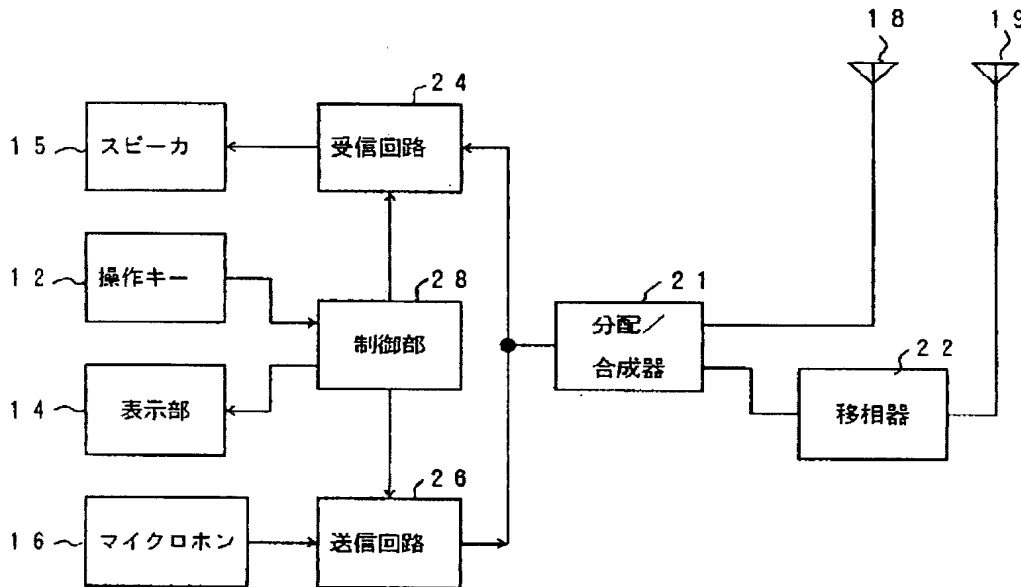 18
19
24
15
スピーカ
受信回路
12
操作キー
28
制御部
21
分配/
合成器
22
移相器
14
表示部
26
16
マイクロホン
送信回路